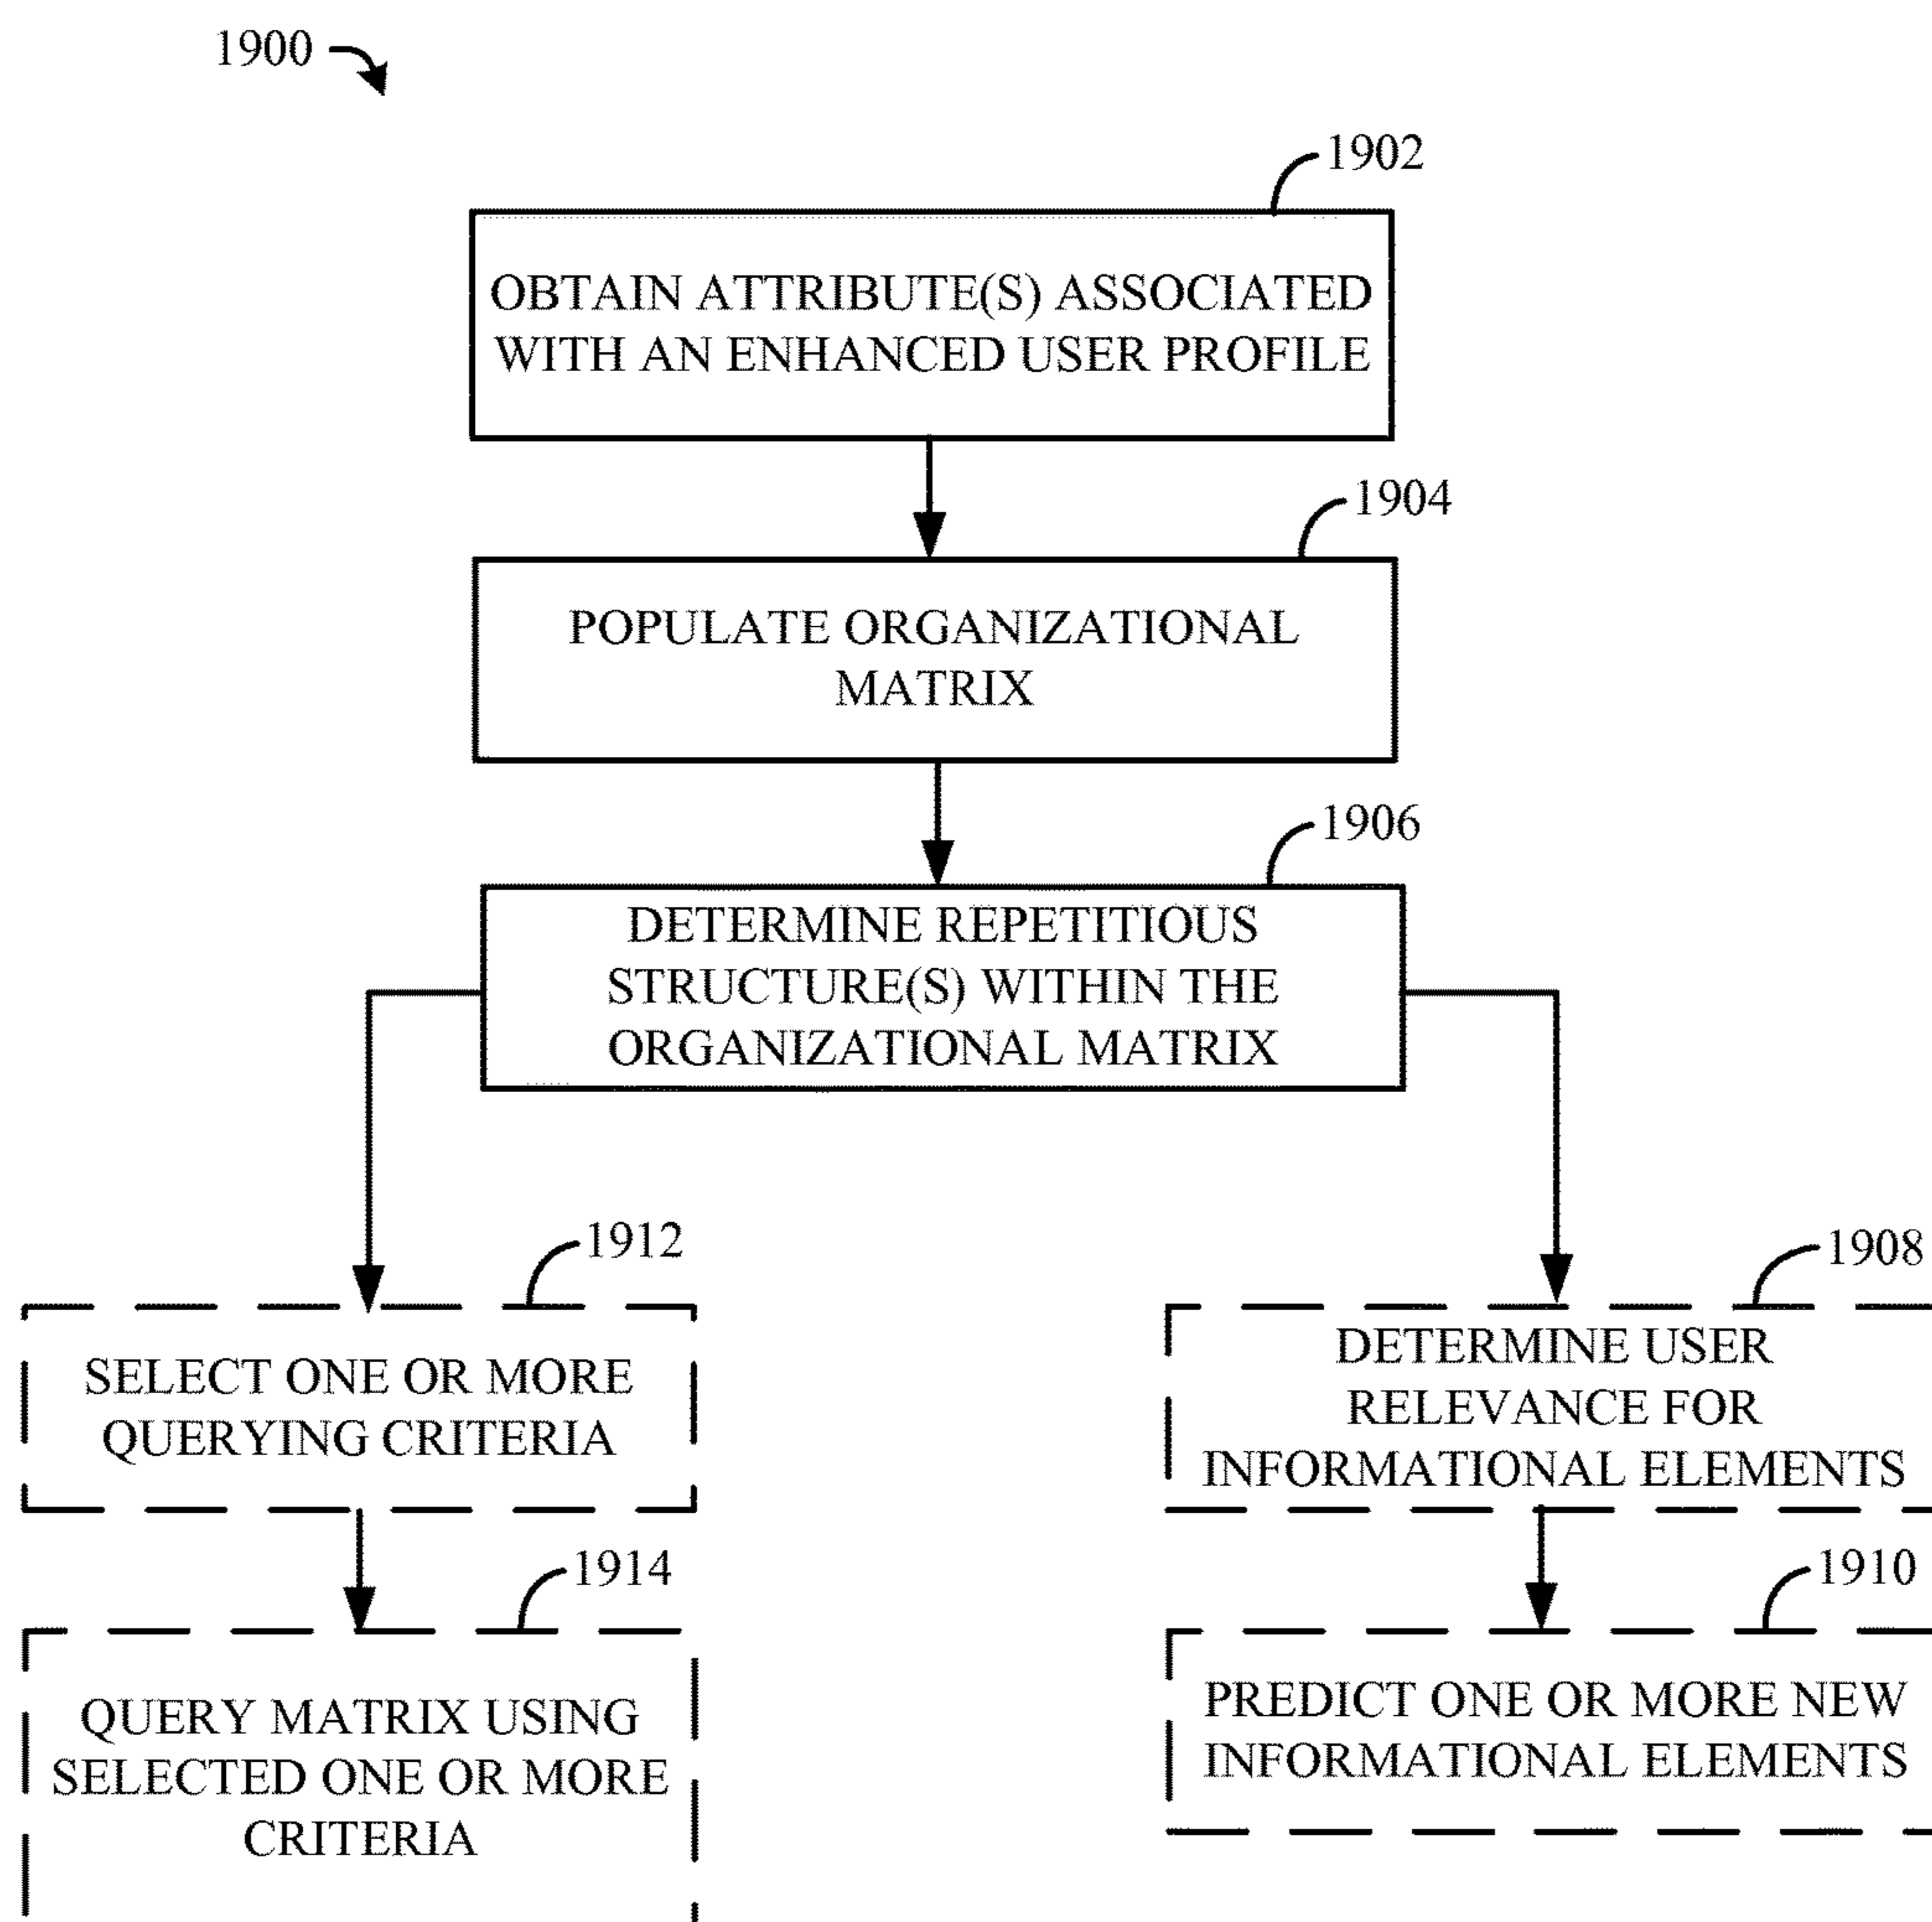 1900
1902
OBTAIN ATTRIBUTE(S) ASSOCIATED
WITH AN ENHANCED USER PROFILE
1904
POPULATE ORGANIZATIONAL
MATRIX
1906
DETERMINE REPETITIOUS
STRUCTURE(S) WITHIN THE
ORGANIZATIONAL MATRIX
1912
SELECT ONE OR MORE
QUERYING CRITERIA
1914
QUERY MATRIX USING
SELECTED ONE OR MORE
CRITERIA
1908
DETERMINE USER
RELEVANCE FOR
INFORMATIONAL ELEMENTS
1910
PREDICT ONE OR MORE NEW
INFORMATIONAL ELEMENTS